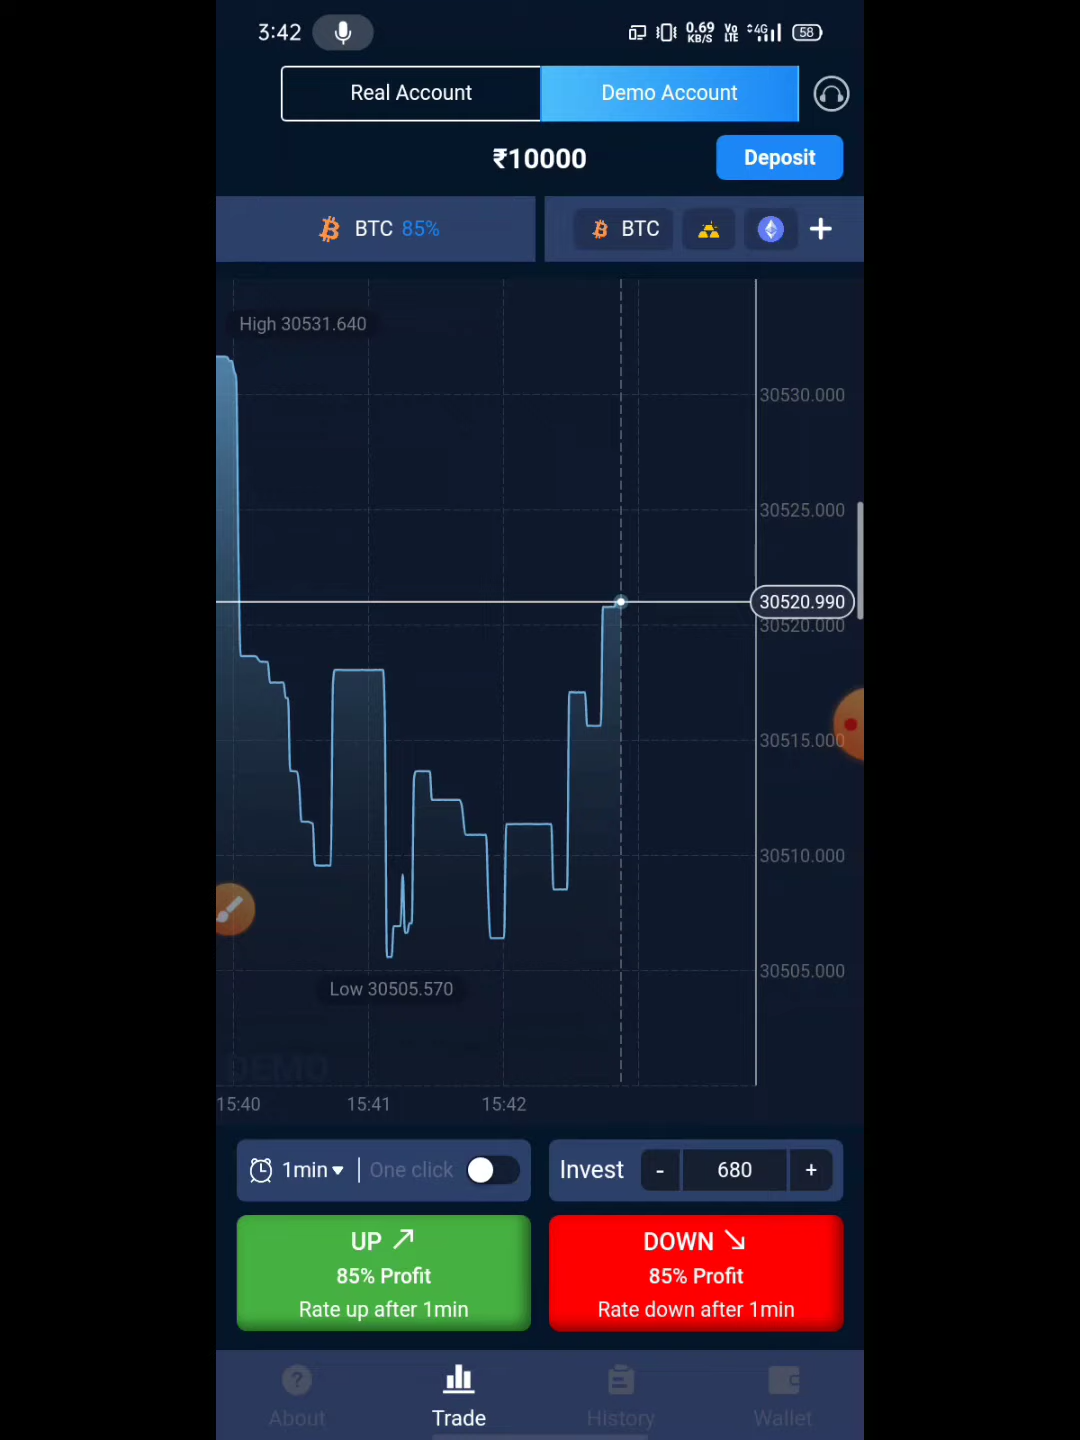 3:42
0.69 KB/S
Vo LTE
4G
58
Real Account
Demo Account
₹10000
Deposit
BTC 85%
BTC
+
High 30531.640
30530.000
30525.000
30520.990
30520.000
30515.000
30510.000
30505.000
Low 30505.570
DEMO
15:40
15:41
15:42
1min
One click
Invest
-
680
+
UP
85% Profit
Rate up after 1min
DOWN
85% Profit
Rate down after 1min
?
About
Trade
History
Wallet